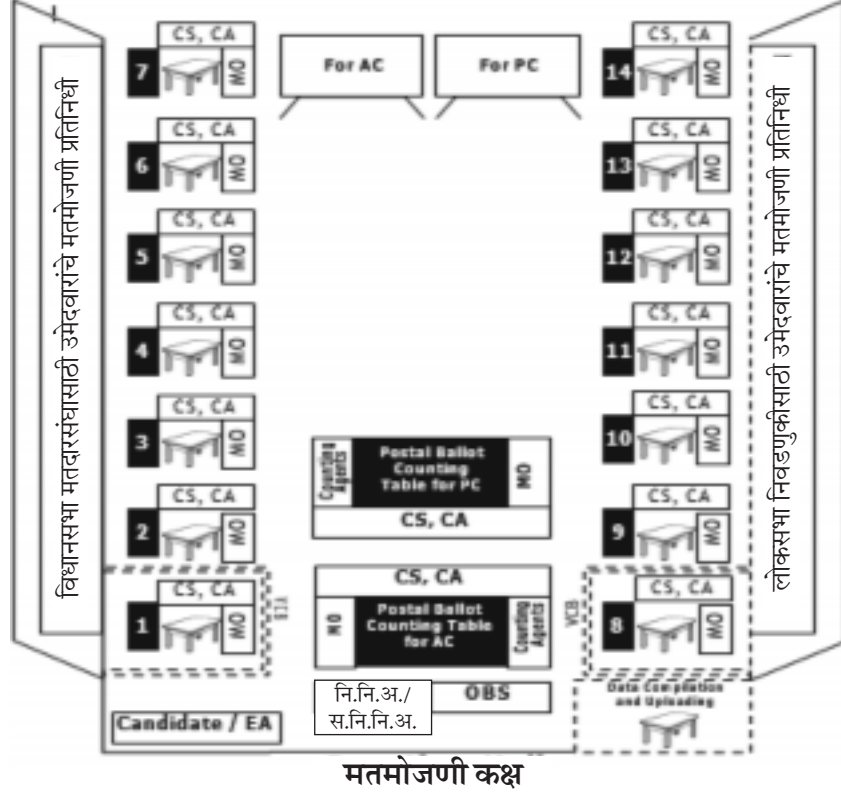 CS, CA
7
MO
CS, CA
6
MO
CS, CA
5
MO
CS, CA
4
MO
CS, CA
3
MO
CS, CA
2
MO
CS, CA
1
MO
विधानसभा मतदारसंघासाठी उमेदवारांचे मतमोजणी प्रतिनिधी
For AC
For PC
CS, CA
14
MO
CS, CA
13
MO
CS, CA
12
MO
CS, CA
11
MO
CS, CA
10
MO
CS, CA
9
MO
CS, CA
8
MO
लोकसभा निवडणुकीसाठी उमेदवारांचे मतमोजणी प्रतिनिधी
Counting
Agents
Postal Ballot
Counting
Table for PC
MO
CS, CA
CS, CA
MO
Postal Ballot
Counting Table
for AC
Counting
Agents
VCB
नि.नि.अ./
स.नि.नि.अ.
OBS
Candidate / EA
Data Compilation
and Uploading
मतमोजणी कक्ष